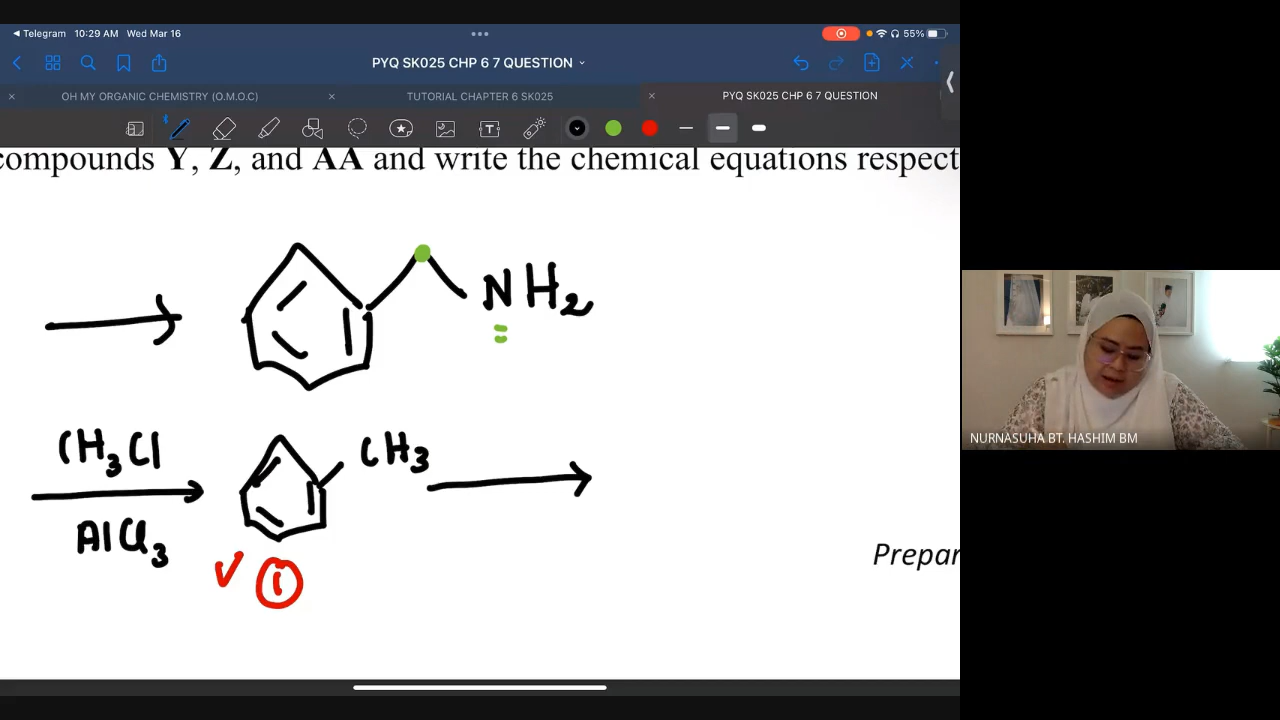 Telegram 10:29 AM Wed Mar 16
55%
PYQ SK025 CHP 6 7 QUESTION
OH MY ORGANIC CHEMISTRY (O.M.O.C)
TUTORIAL CHAPTER 6 SK025
PYQ SK025 CHP 6 7 QUESTION
compounds Y, Z, and AA and write the chemical equations respect
NH2
CH3Cl
AlCl3
CH3
Prepar
1
NURNASUHA BT. HASHIM BM